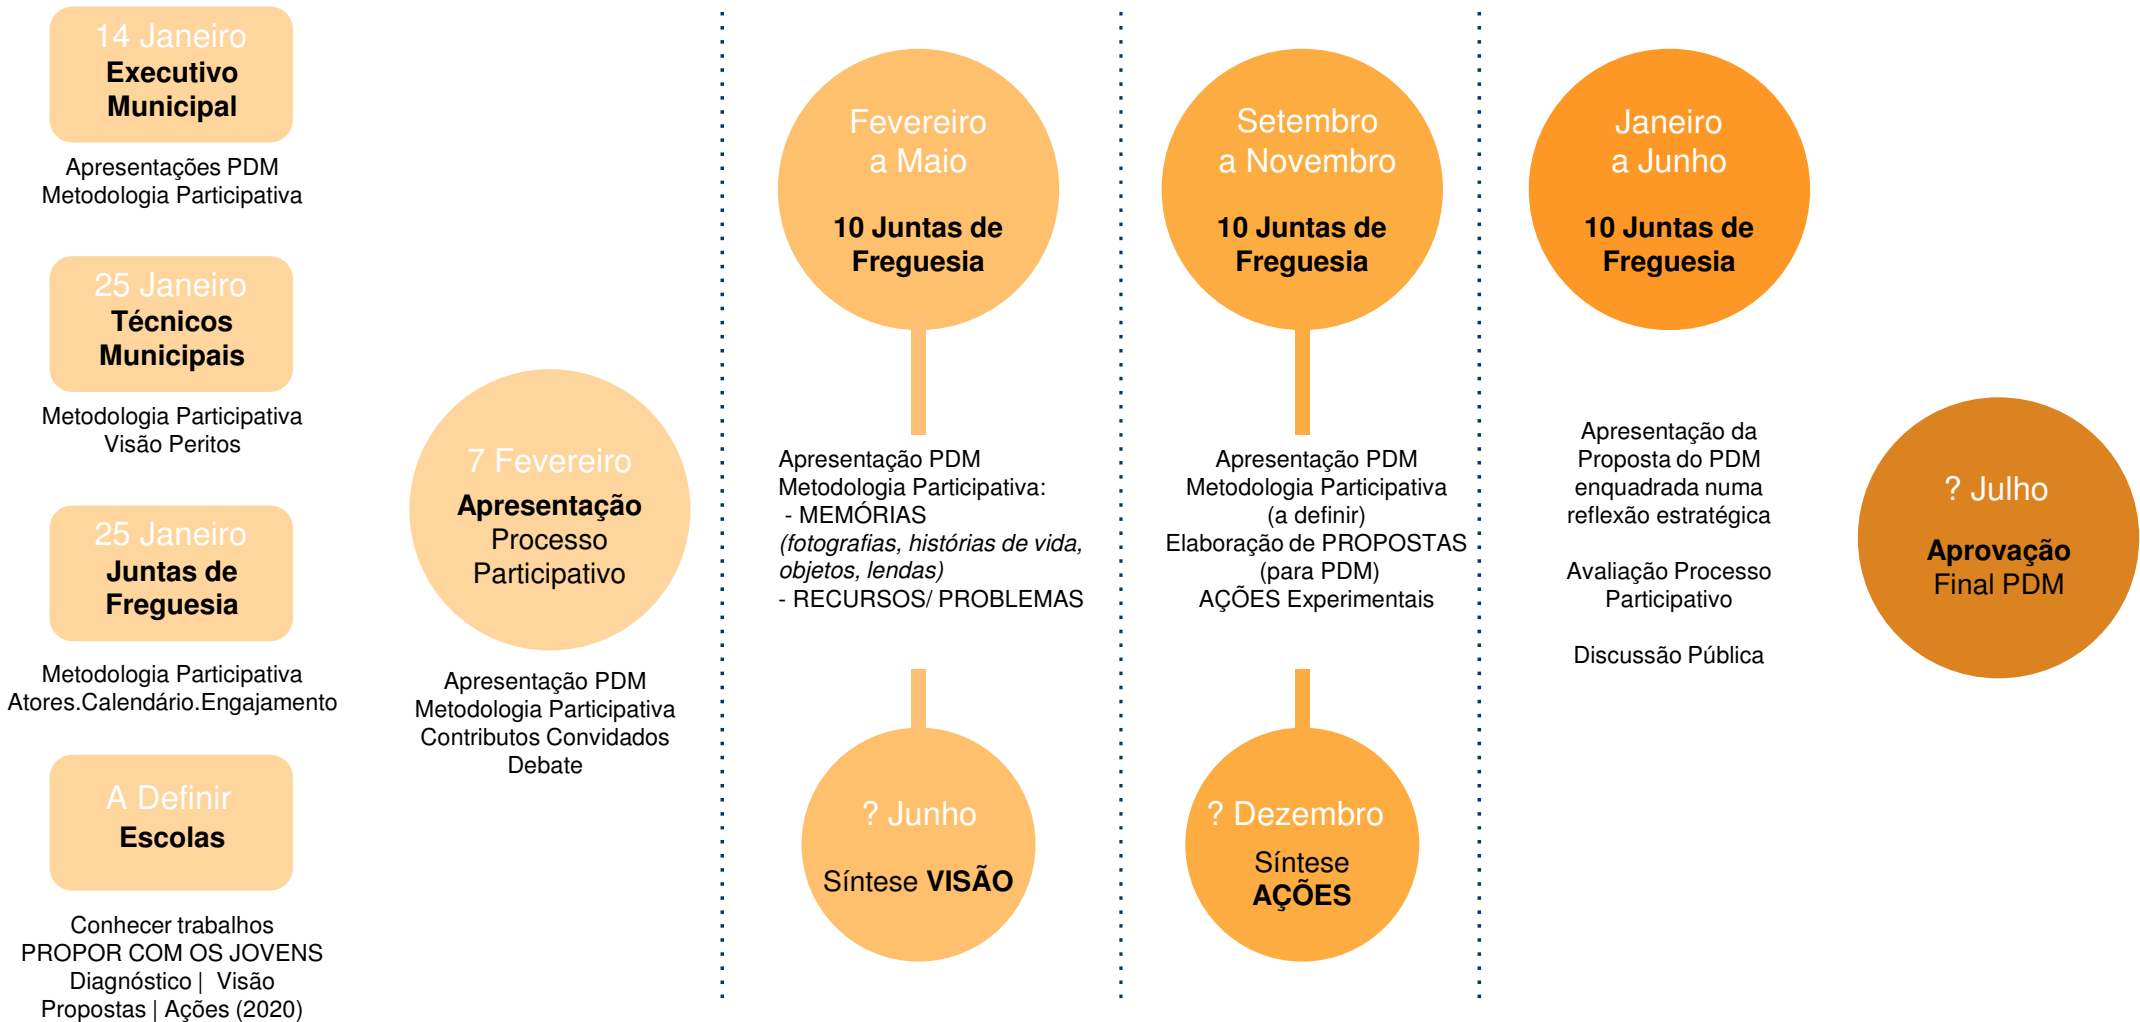 14 Janeiro
Executivo
Municipal
Apresentações PDM
Metodologia Participativa
25 Janeiro
Técnicos
Municipais
Metodologia Participativa
Visão Peritos
25 Janeiro
Juntas de
Freguesia
Metodologia Participativa
Atores.Calendário.Engajamento
A Definir
Escolas
Conhecer trabalhos
PROPOR COM OS JOVENS
Diagnóstico | Visão
Propostas | Ações (2020)
7 Fevereiro
Apresentação
Processo
Participativo
Apresentação PDM
Metodologia Participativa
Contributos Convidados
Debate
Fevereiro
a Maio
10 Juntas de
Freguesia
Apresentação PDM
Metodologia Participativa:
- MEMÓRIAS
(fotografias, histórias de vida,
objetos, lendas)
- RECURSOS/ PROBLEMAS
? Junho
Síntese VISÃO
Setembro
a Novembro
10 Juntas de
Freguesia
Apresentação PDM
Metodologia Participativa
(a definir)
Elaboração de PROPOSTAS
(para PDM)
AÇÕES Experimentais
? Dezembro
Síntese
AÇÕES
Janeiro
a Junho
10 Juntas de
Freguesia
Apresentação da
Proposta do PDM
enquadrada numa
reflexão estratégica
Avaliação Processo
Participativo
Discussão Pública
? Julho
Aprovação
Final PDM